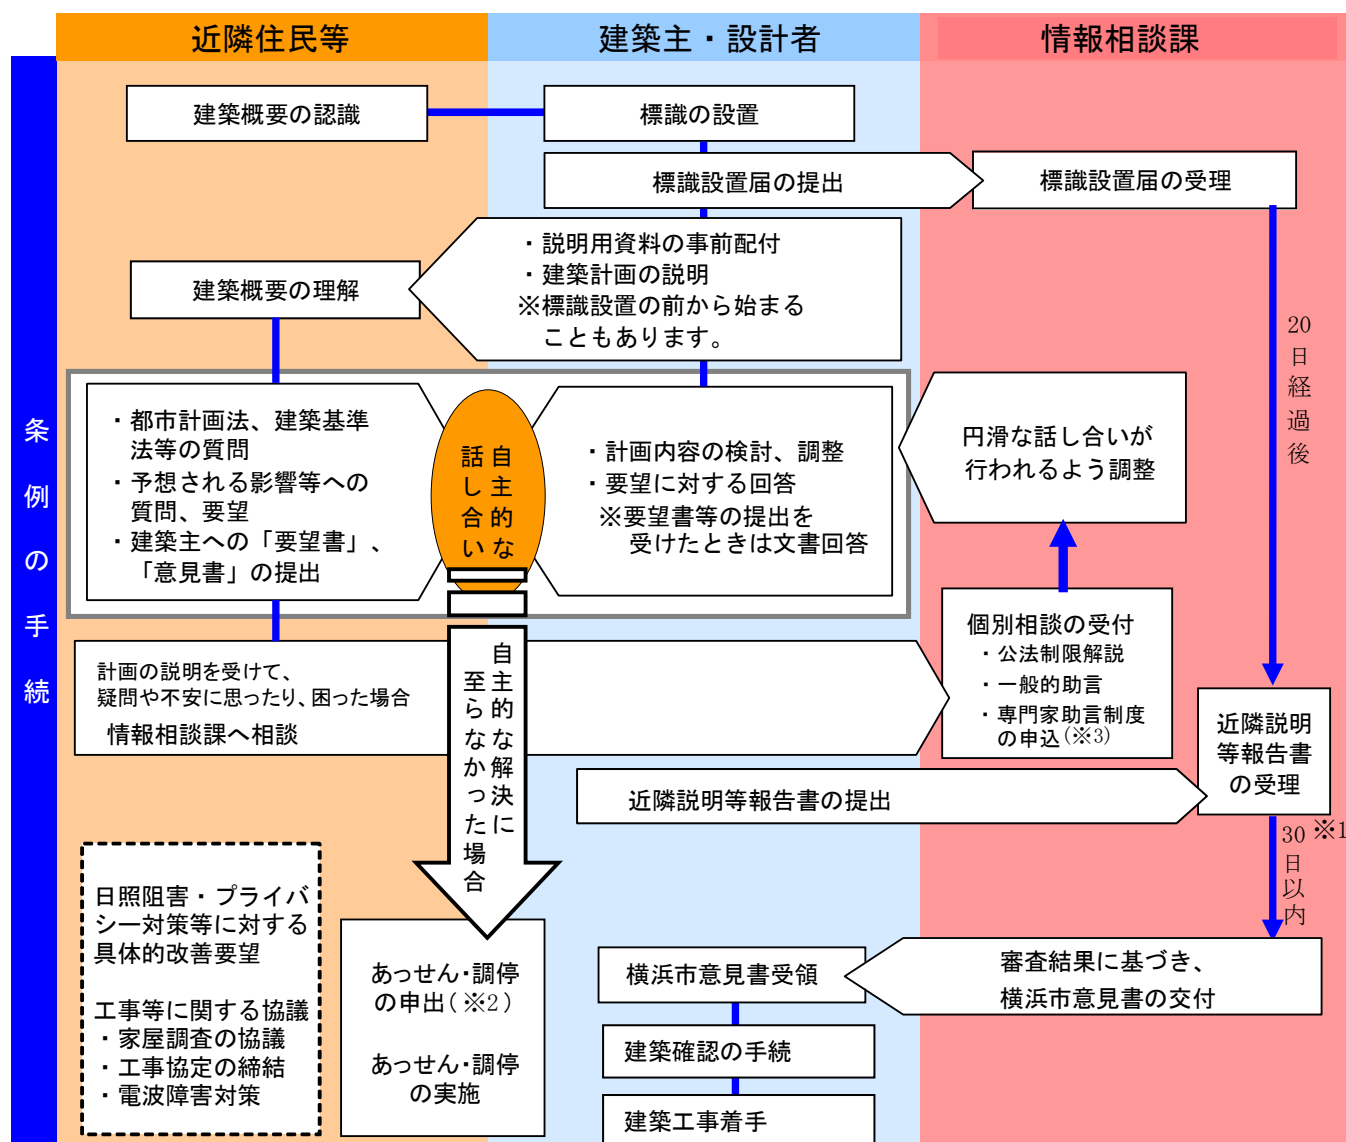 近隣住民等
建築主・設計者
情報相談課
条例の手続
建築概要の認識
標識の設置
標識設置届の提出
標識設置届の受理
・説明用資料の事前配付
・建築計画の説明
※標識設置の前から始まる
こともあります。
建築概要の理解
20日経過後
・都市計画法、建築基準
法等の質問
・予想される影響等への
質問、要望
・建築主への「要望書」、
「意見書」の提出
自主的な
話し合い
・計画内容の検討、調整
・要望に対する回答
※要望書等の提出を
受けたときは文書回答
円滑な話し合いが
行われるよう調整
個別相談の受付
・公法制限解説
・一般的助言
・専門家助言制度
の申込(※3)
計画の説明を受けて、
疑問や不安に思ったり、困った場合
情報相談課へ相談
自主的な解決に
至らなかった場合
近隣説明等報告書の提出
近隣説明
等報告書
の受理
※1
30日以内
日照阻害・プライバ
シー対策等に対する
具体的改善要望
工事等に関する協議
・家屋調査の協議
・工事協定の締結
・電波障害対策
あっせん・調停
の申出(※2)
あっせん・調停
の実施
横浜市意見書受領
審査結果に基づき、
横浜市意見書の交付
建築確認の手続
建築工事着手